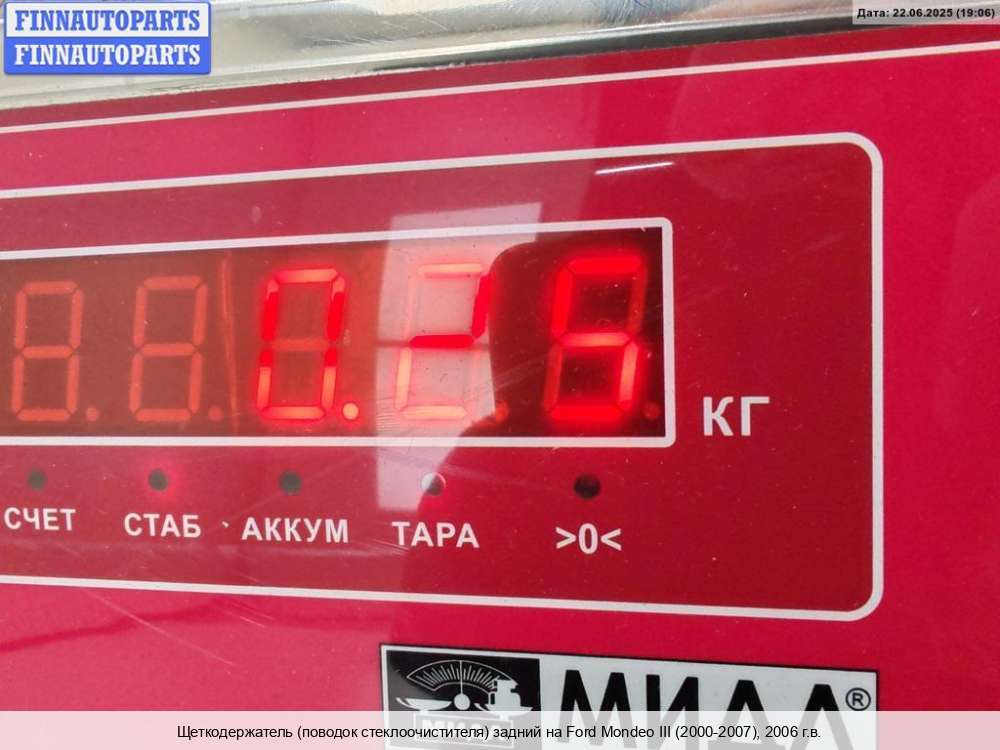 FINNAUTOPARTS
FINNAUTOPARTS
Дата: 22.06.2025 (19:06)
0.25
КГ
СЧЕТ СТАБ АККУМ ТАРА >0<
МИДЛ®
Щеткодержатель (поводок стеклоочистителя) задний на Ford Mondeo III (2000-2007), 2006 г.в.